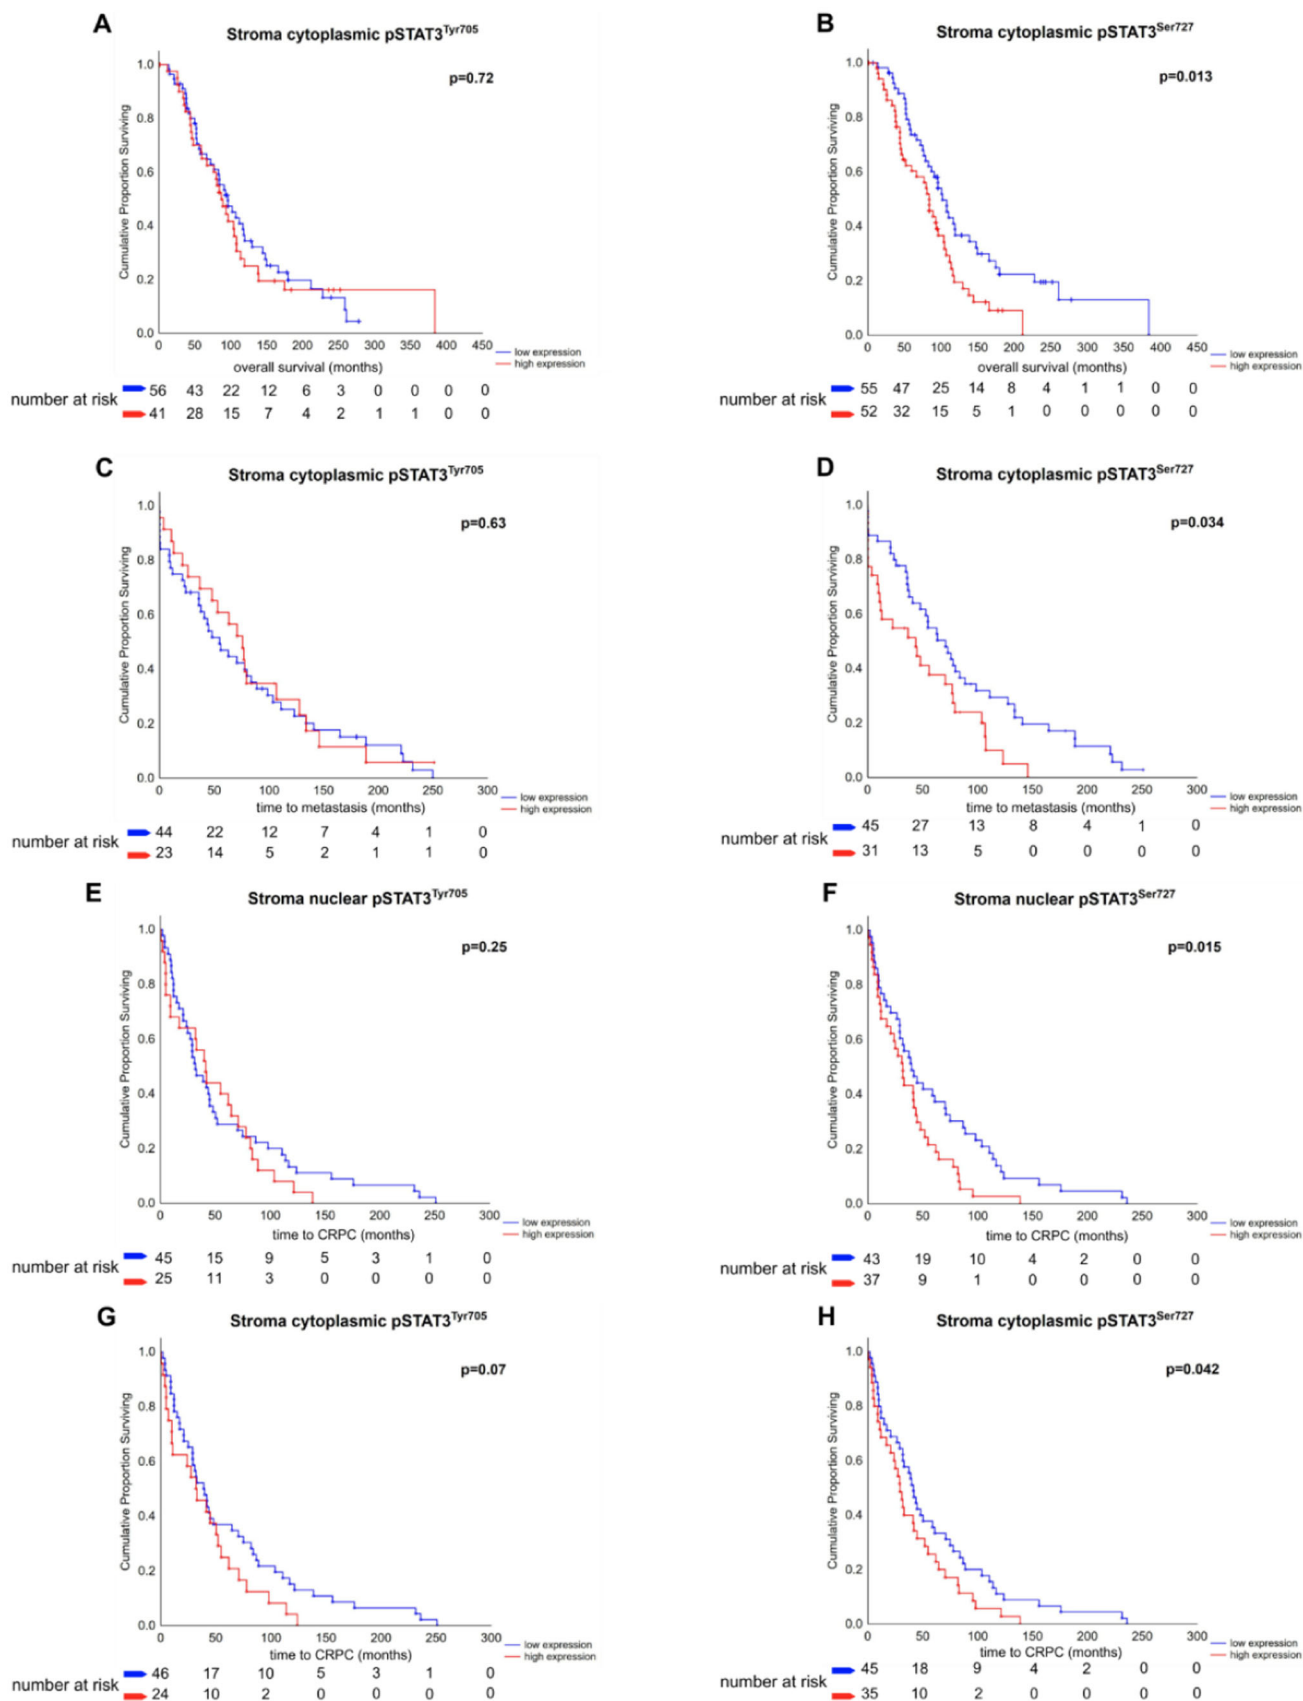 A
Stroma cytoplasmic pSTAT3Tyr705
p=0.72
Cumulative Proportion Surviving
1.0
0.8
0.6
0.4
0.2
0.0
0 50 100 150 200 250 300 350 400 450
overall survival (months)
low expression
high expression
number at risk
56 43 22 12 6 3 0 0 0 0
41 28 15 7 4 2 1 1 0 0
B
Stroma cytoplasmic pSTAT3Ser727
p=0.013
Cumulative Proportion Surviving
1.0
0.8
0.6
0.4
0.2
0.0
0 50 100 150 200 250 300 350 400 450
overall survival (months)
low expression
high expression
number at risk
55 47 25 14 8 4 1 1 0 0
52 32 15 5 1 0 0 0 0 0
C
Stroma cytoplasmic pSTAT3Tyr705
p=0.63
Cumulative Proportion Surviving
1.0
0.8
0.6
0.4
0.2
0.0
0 50 100 150 200 250 300
time to metastasis (months)
low expression
high expression
number at risk
44 22 12 7 4 1 0
23 14 5 2 1 1 0
D
Stroma cytoplasmic pSTAT3Ser727
p=0.034
Cumulative Proportion Surviving
1.0
0.8
0.6
0.4
0.2
0.0
0 50 100 150 200 250 300
time to metastasis (months)
low expression
high expression
number at risk
45 27 13 8 4 1 0
31 13 5 0 0 0 0
E
Stroma nuclear pSTAT3Tyr705
p=0.25
Cumulative Proportion Surviving
1.0
0.8
0.6
0.4
0.2
0.0
0 50 100 150 200 250 300
time to CRPC (months)
low expression
high expression
number at risk
45 15 9 5 3 1 0
25 11 3 0 0 0 0
F
Stroma nuclear pSTAT3Ser727
p=0.015
Cumulative Proportion Surviving
1.0
0.8
0.6
0.4
0.2
0.0
0 50 100 150 200 250 300
time to CRPC (months)
low expression
high expression
number at risk
43 19 10 4 2 0 0
37 9 1 0 0 0 0
G
Stroma cytoplasmic pSTAT3Tyr705
p=0.07
Cumulative Proportion Surviving
1.0
0.8
0.6
0.4
0.2
0.0
0 50 100 150 200 250 300
time to CRPC (months)
low expression
high expression
number at risk
46 17 10 5 3 1 0
24 10 2 0 0 0 0
H
Stroma cytoplasmic pSTAT3Ser727
p=0.042
Cumulative Proportion Surviving
1.0
0.8
0.6
0.4
0.2
0.0
0 50 100 150 200 250 300
time to CRPC (months)
low expression
high expression
number at risk
45 18 9 4 2 0 0
35 10 2 0 0 0 0